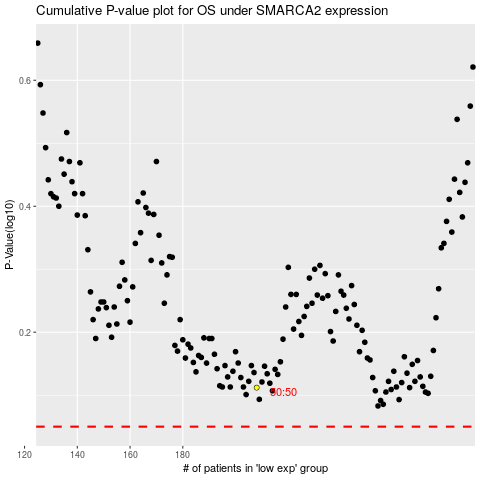 Cumulative P-value plot for OS under SMARCA2 expression
P-Value(log10)
0.6
0.4
0.2
50:50
120
140
160
180
# of patients in 'low exp' group